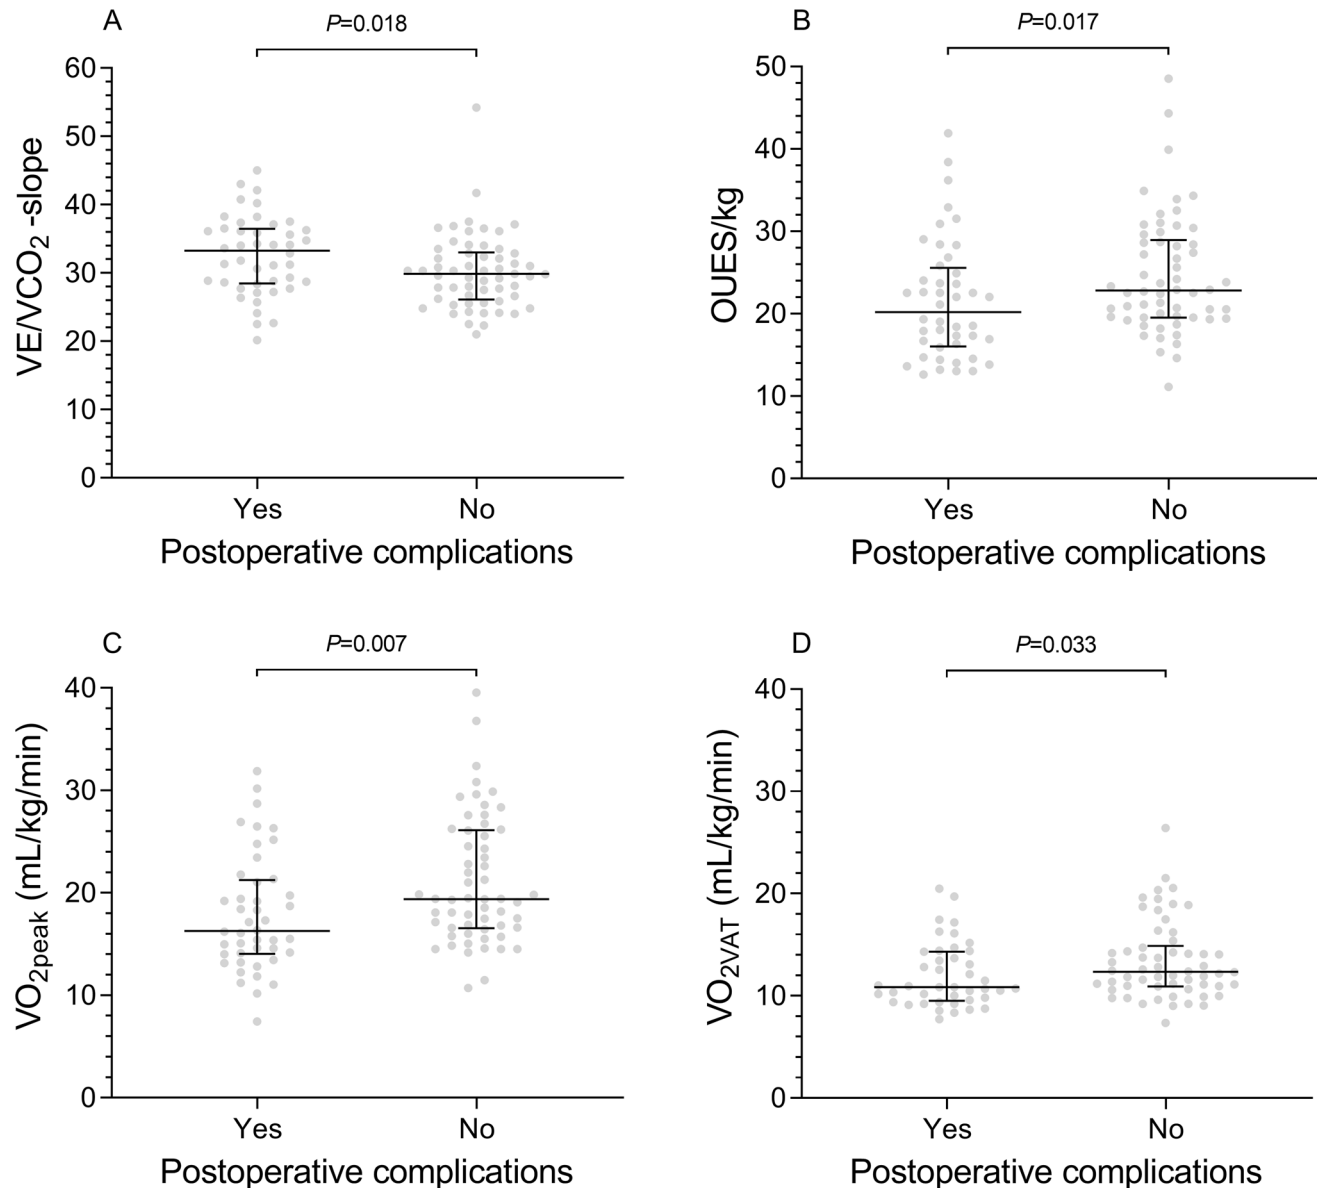 A
P=0.018
VE/VCO2 -slope
60
50
40
30
20
10
0
Yes
No
Postoperative complications
B
P=0.017
OUES/kg
50
40
30
20
10
0
Yes
No
Postoperative complications
C
P=0.007
VO2peak (mL/kg/min)
40
30
20
10
0
Yes
No
Postoperative complications
D
P=0.033
VO2VAT (mL/kg/min)
40
30
20
10
0
Yes
No
Postoperative complications